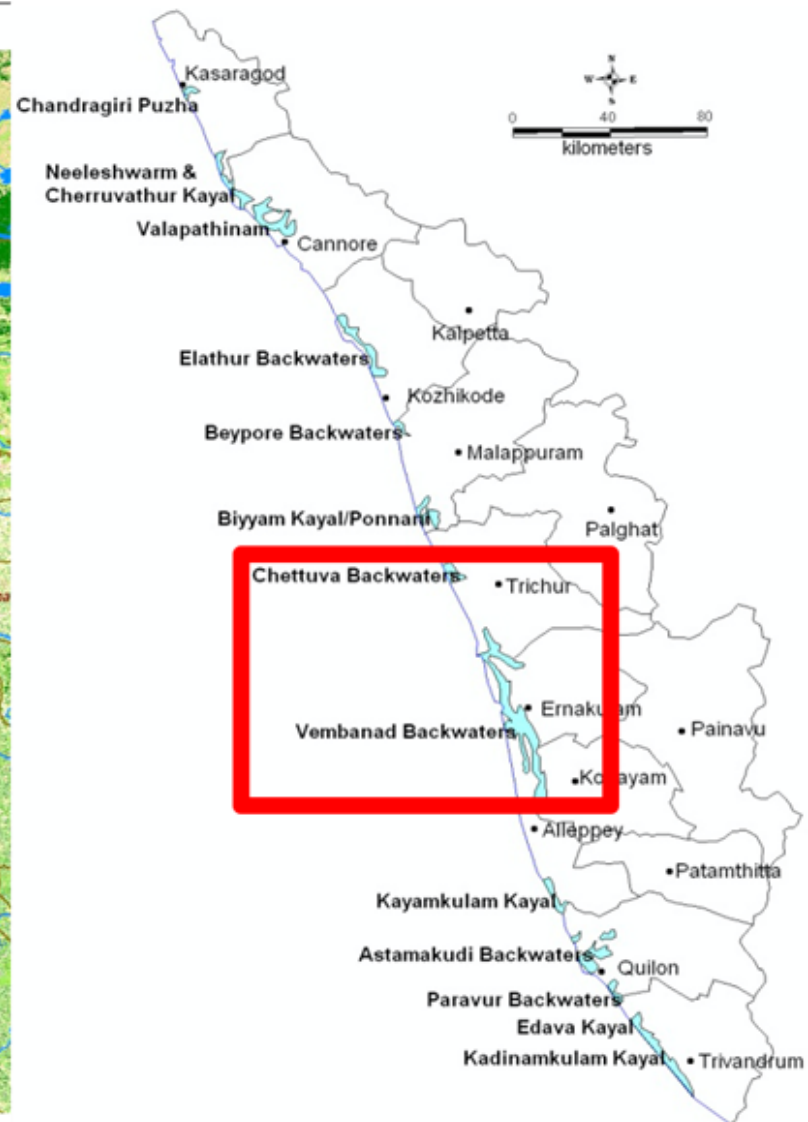 N
W E
S
0 40 80
kilometers
Kasaragod
Chandragiri Puzha
Neeleshwarm &
Cherruvathur Kayal
Valapathinam
Cannore
Kalpetta
Elathur Backwaters
Kozhikode
Beypore Backwaters
Malappuram
Biyyam Kayal/Ponnani
Palghat
Chettuva Backwaters
Trichur
Ernakulam
Painavu
Vembanad Backwaters
Kottayam
Alleppey
Patamthitta
Kayamkulam Kayal
Astamakudi Backwaters
Quilon
Paravur Backwaters
Edava Kayal
Kadinamkulam Kayal
Trivandrum